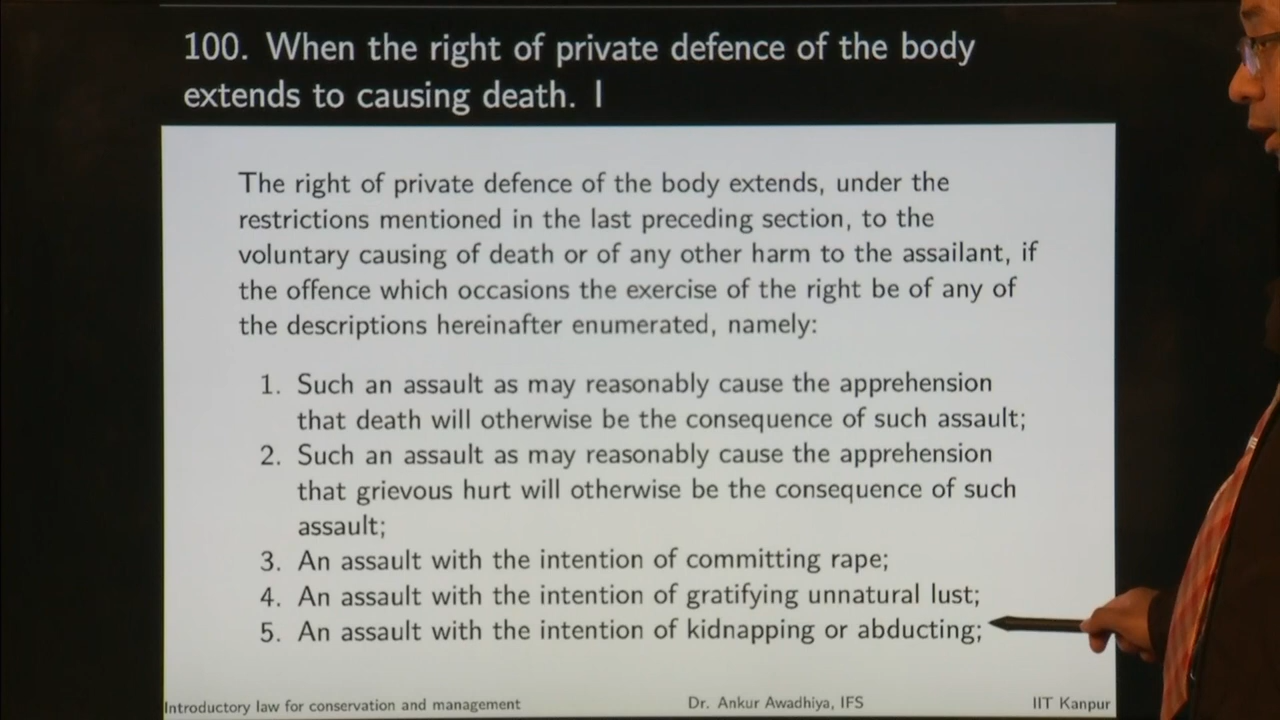 100. When the right of private defence of the body
extends to causing death. I
The right of private defence of the body extends, under the
restrictions mentioned in the last preceding section, to the
voluntary causing of death or of any other harm to the assailant, if
the offence which occasions the exercise of the right be of any of
the descriptions hereinafter enumerated, namely:
1. Such an assault as may reasonably cause the apprehension
that death will otherwise be the consequence of such assault;
2. Such an assault as may reasonably cause the apprehension
that grievous hurt will otherwise be the consequence of such
assault;
3. An assault with the intention of committing rape;
4. An assault with the intention of gratifying unnatural lust;
5. An assault with the intention of kidnapping or abducting;
Introductory law for conservation and management Dr. Ankur Awadhiya, IFS IIT Kanpur